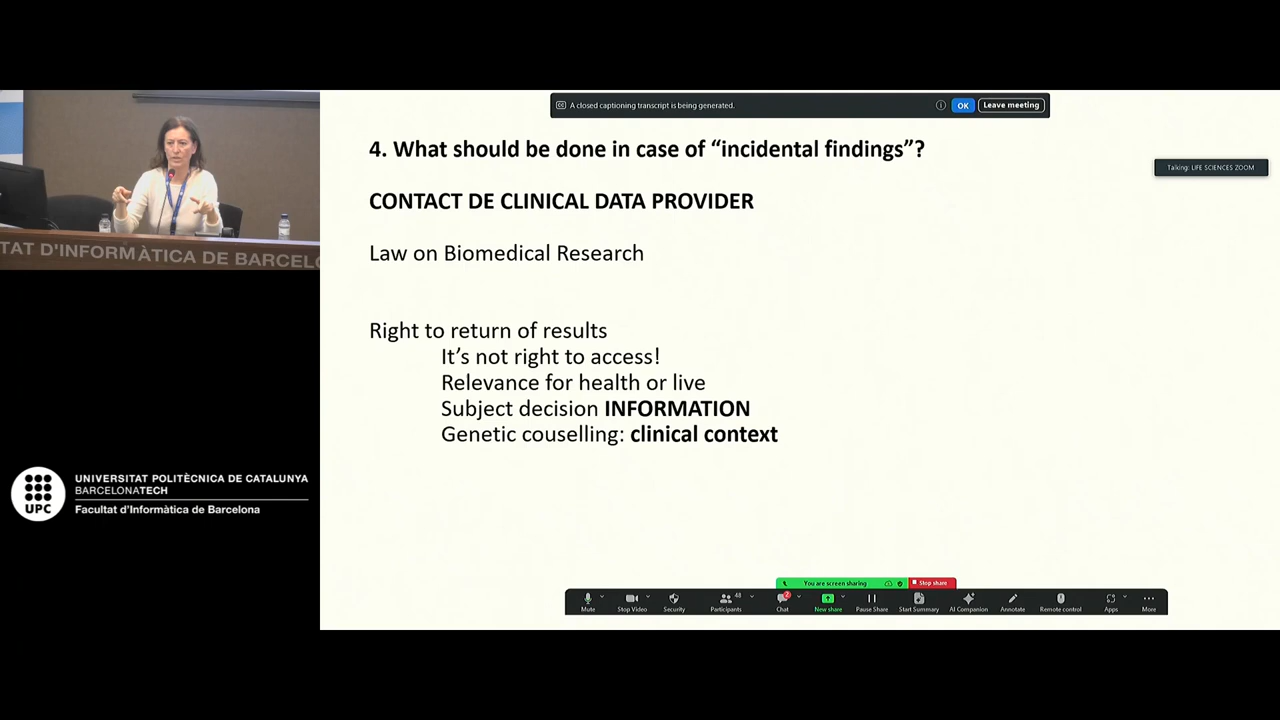 A closed captioning transcript is being generated.
OK
Leave meeting
4. What should be done in case of “incidental findings”?
Talking: LIFE SCIENCES ZOOM
CONTACT DE CLINICAL DATA PROVIDER
TAT D'INFORMÀTICA DE BARCEL
Law on Biomedical Research
Right to return of results
It’s not right to access!
Relevance for health or live
Subject decision INFORMATION
Genetic couselling: clinical context
UPC
UNIVERSITAT POLITÈCNICA DE CATALUNYA
BARCELONATECH
Facultat d'Informàtica de Barcelona
You are screen sharing
Stop share
Mute
Stop Video
Security
Participants
48
Chat
2
New share
Pause Share
Start Summary
AI Companion
Annotate
Remote control
Apps
More